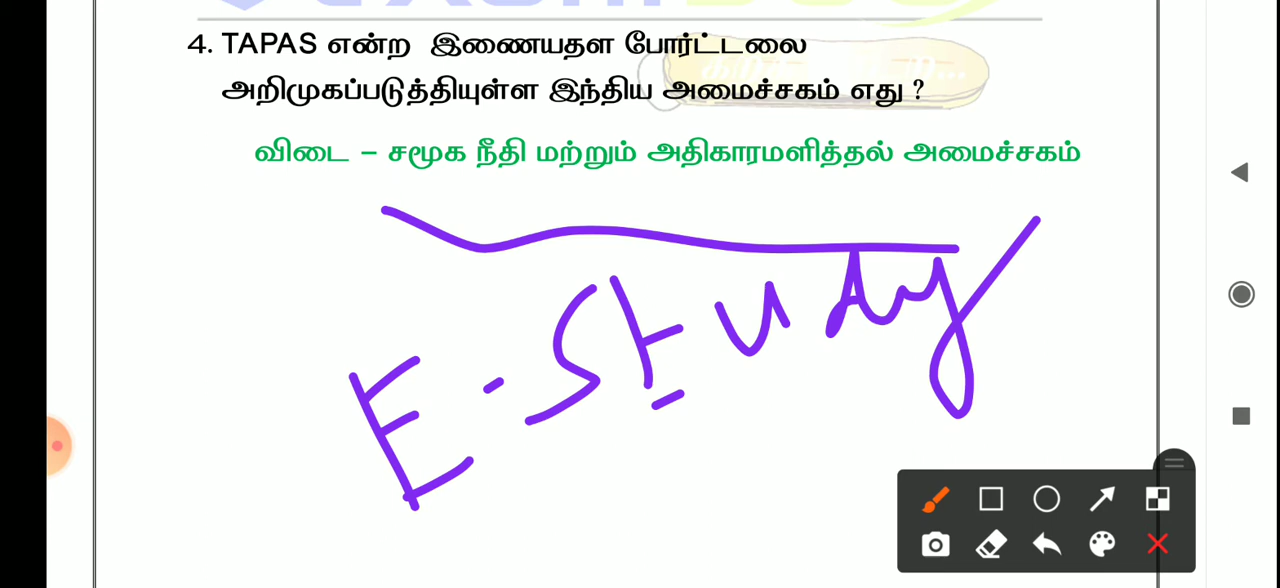 4. TAPAS என்ற இணையதள போர்ட்டலை
அறிமுகப்படுத்தியுள்ள இந்திய அமைச்சகம் எது ?
விடை – சமூக நீதி மற்றும் அதிகாரமளித்தல் அமைச்சகம்
E-Study